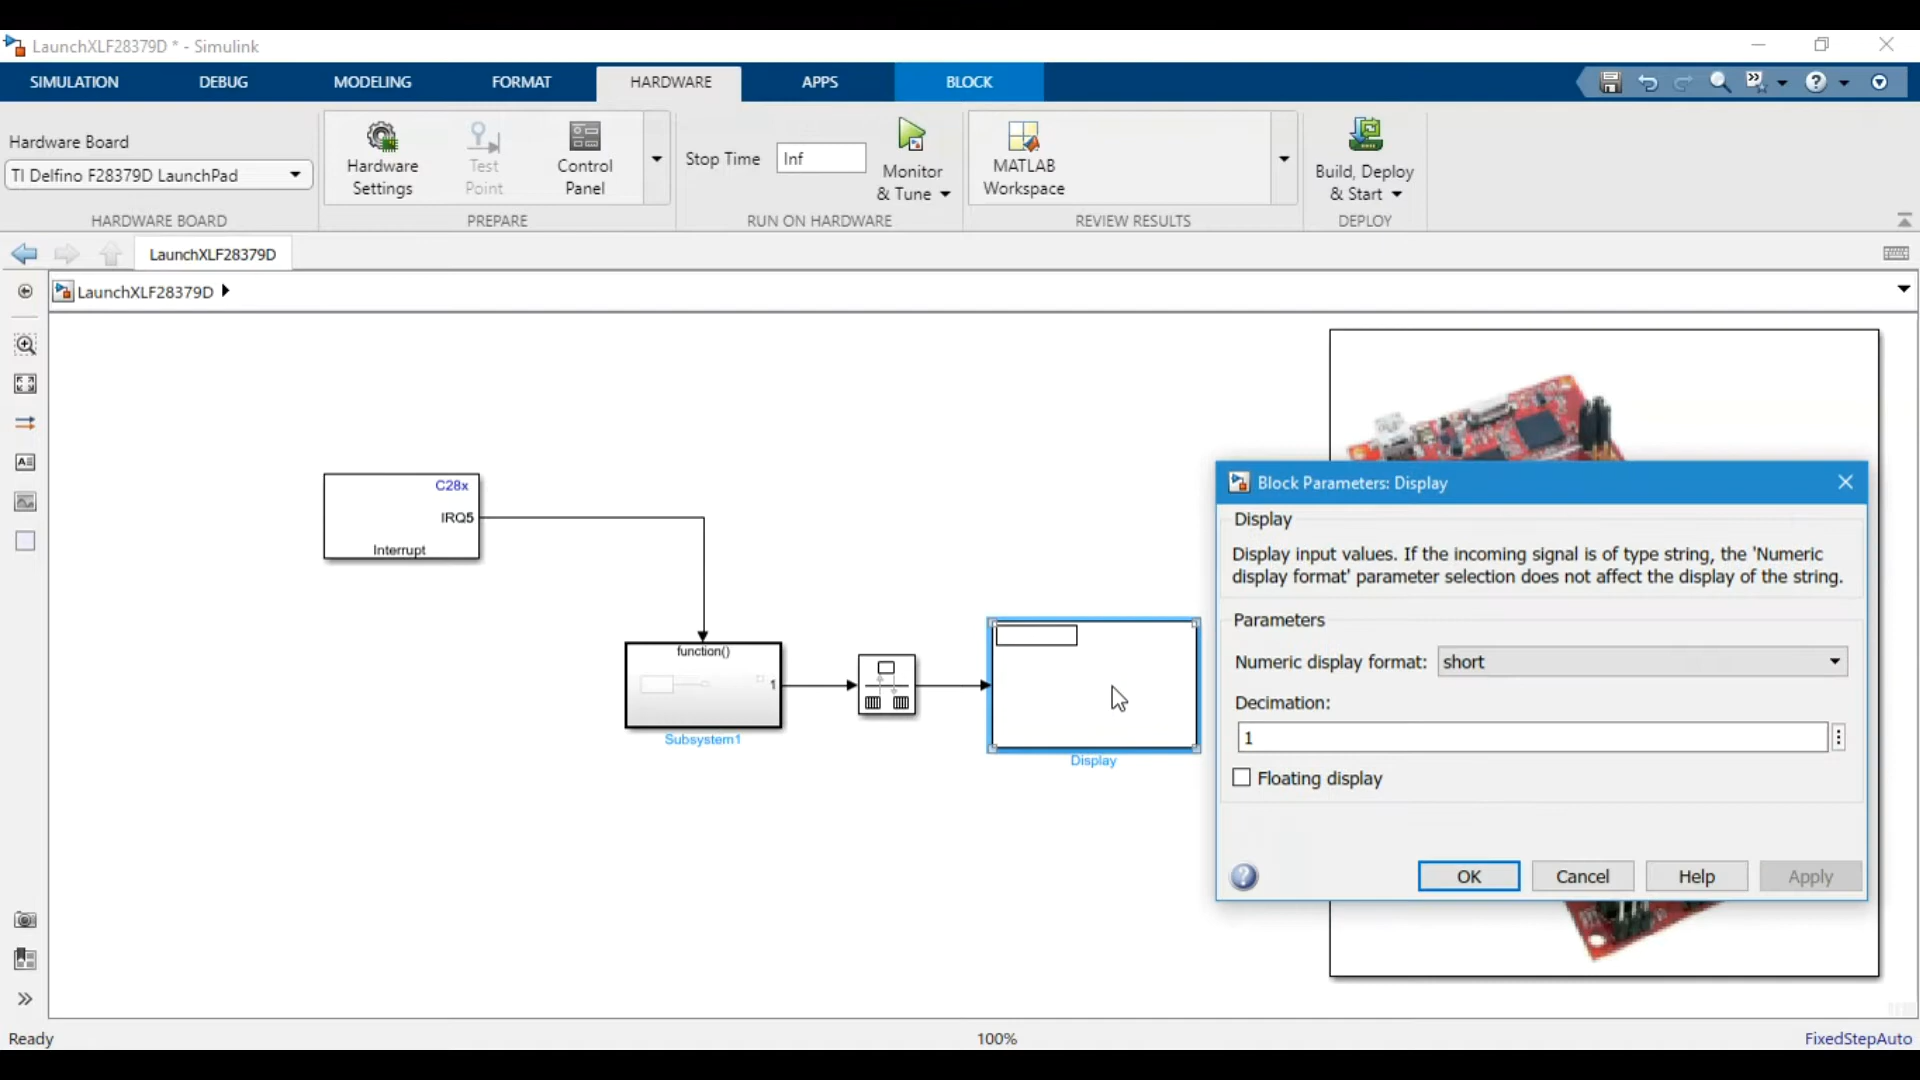 LaunchXLF28379D * - Simulink
SIMULATION
DEBUG
MODELING
FORMAT
HARDWARE
APPS
BLOCK
Hardware Board
TI Delfino F28379D LaunchPad
HARDWARE BOARD
Hardware
Settings
Test
Point
Control
Panel
PREPARE
Stop Time
Inf
Monitor
& Tune
RUN ON HARDWARE
MATLAB
Workspace
REVIEW RESULTS
Build, Deploy
& Start
DEPLOY
LaunchXLF28379D
LaunchXLF28379D
C28x
IRQ5
Interrupt
function()
1
Subsystem1
Display
Block Parameters: Display
Display
Display input values. If the incoming signal is of type string, the 'Numeric
display format' parameter selection does not affect the display of the string.
Parameters
Numeric display format:
short
Decimation:
1
Floating display
OK
Cancel
Help
Apply
Ready
100%
FixedStepAuto